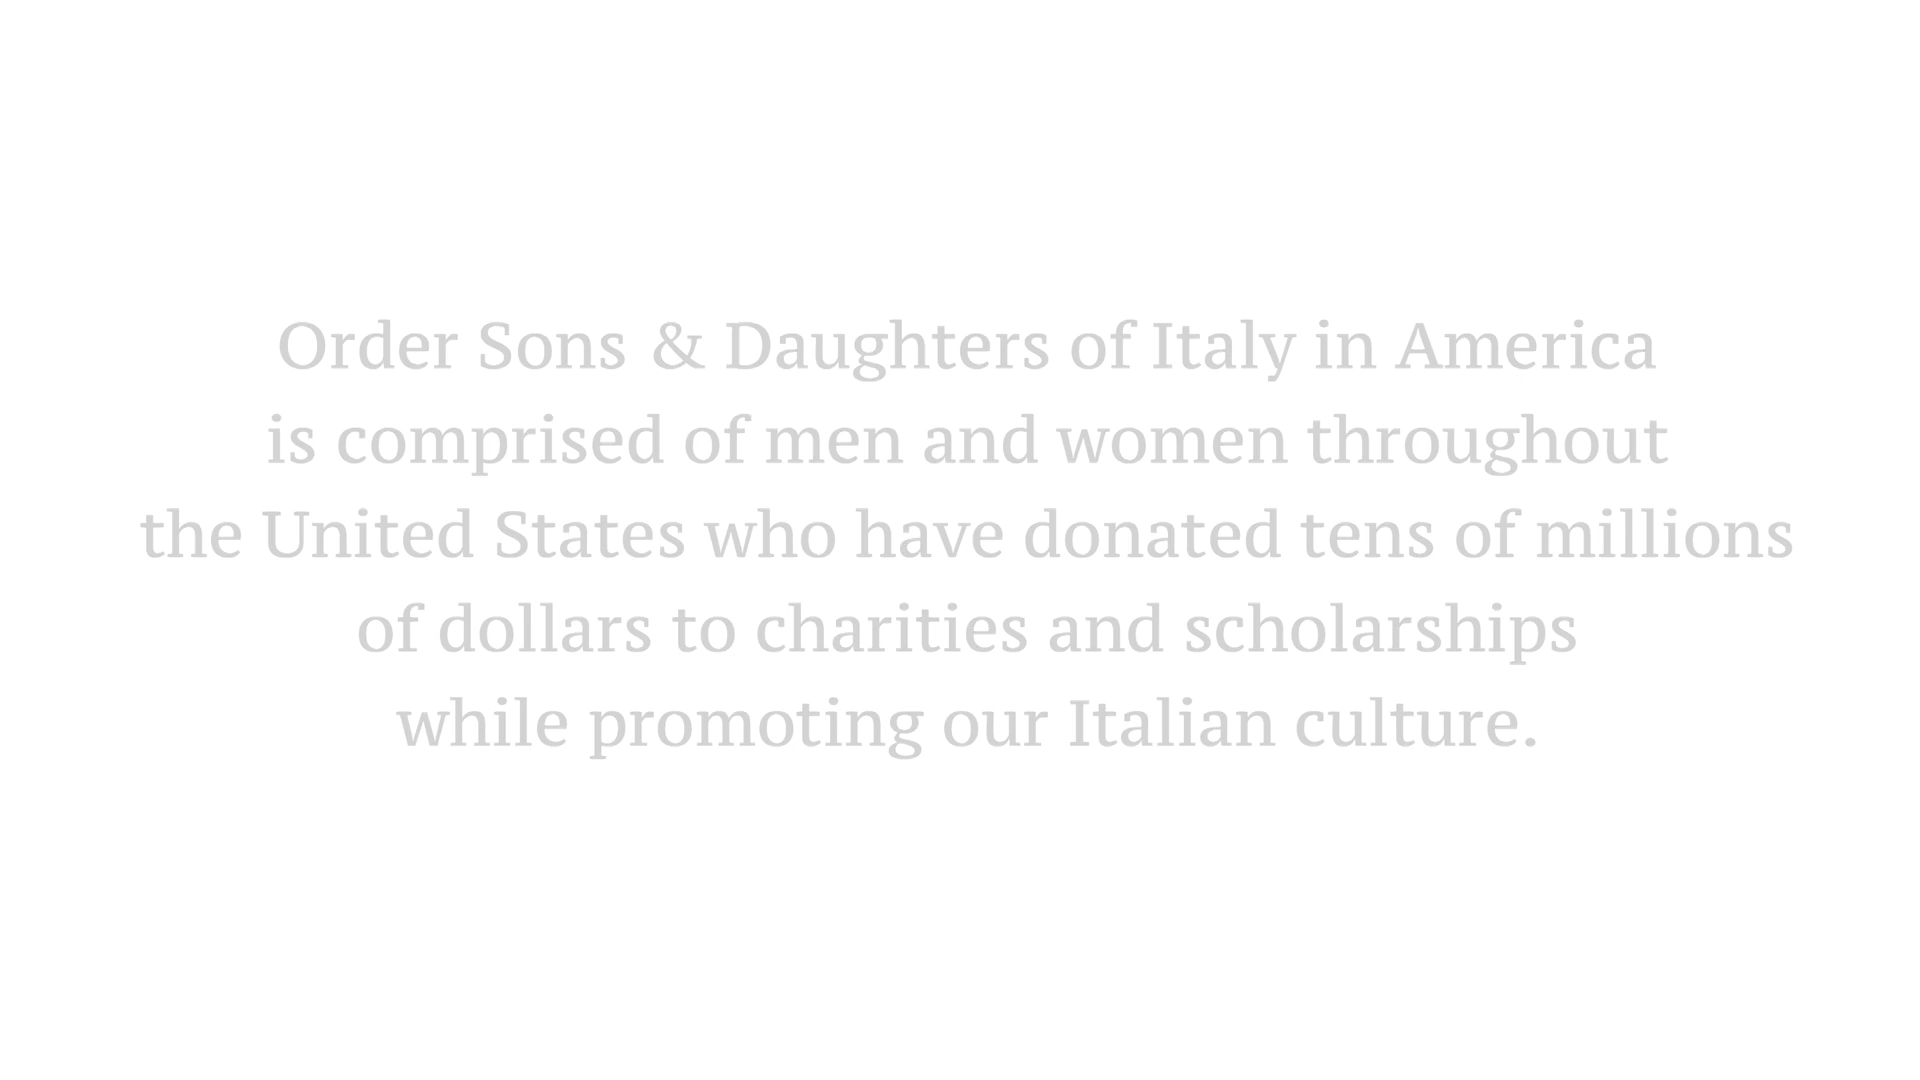 Order Sons & Daughters of Italy in America
is comprised of men and women throughout
the United States who have donated tens of millions
of dollars to charities and scholarships
while promoting our Italian culture.